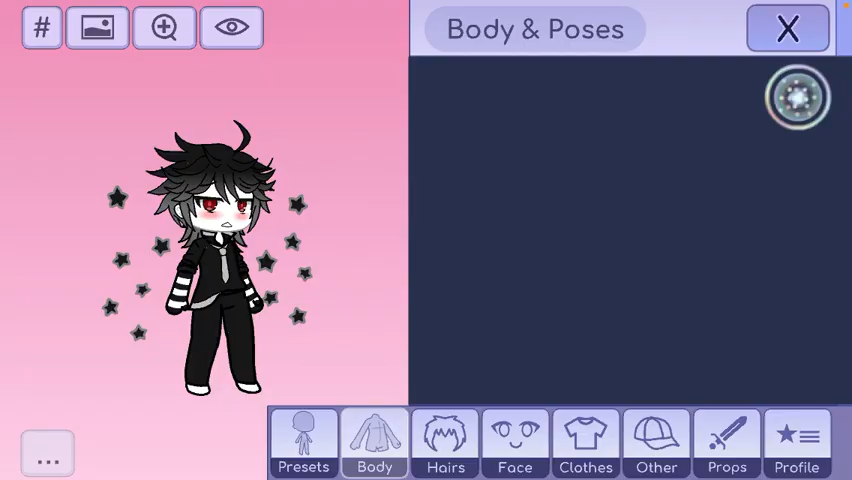 #
Body & Poses
X
...
Presets
Body
Hairs
Face
Clothes
Other
Props
Profile